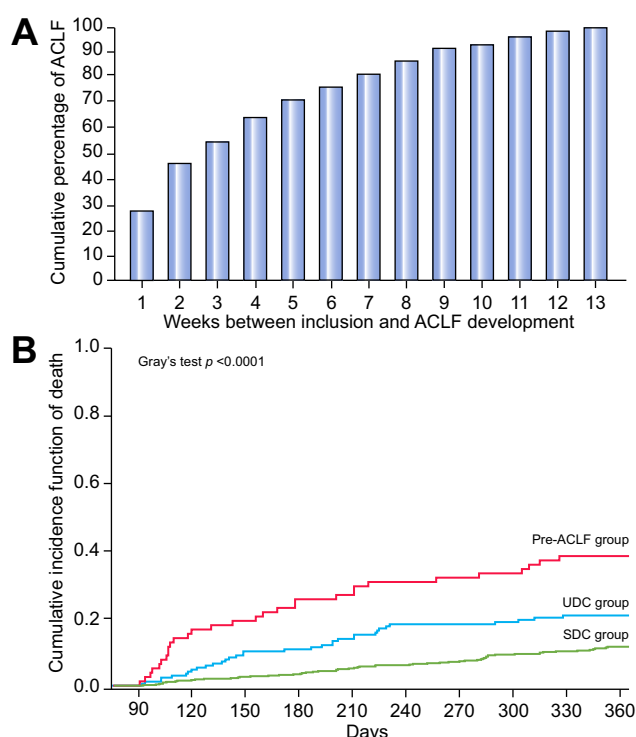 A
Cumulative percentage of ACLF
100
90
80
70
60
50
40
30
20
10
0
1 2 3 4 5 6 7 8 9 10 11 12 13
Weeks between inclusion and ACLF development
B
Cumulative incidence function of death
1.0
0.8
0.6
0.4
0.2
0.0
Gray's test p <0.0001
Pre-ACLF group
UDC group
SDC group
90 120 150 180 210 240 270 300 330 360
Days